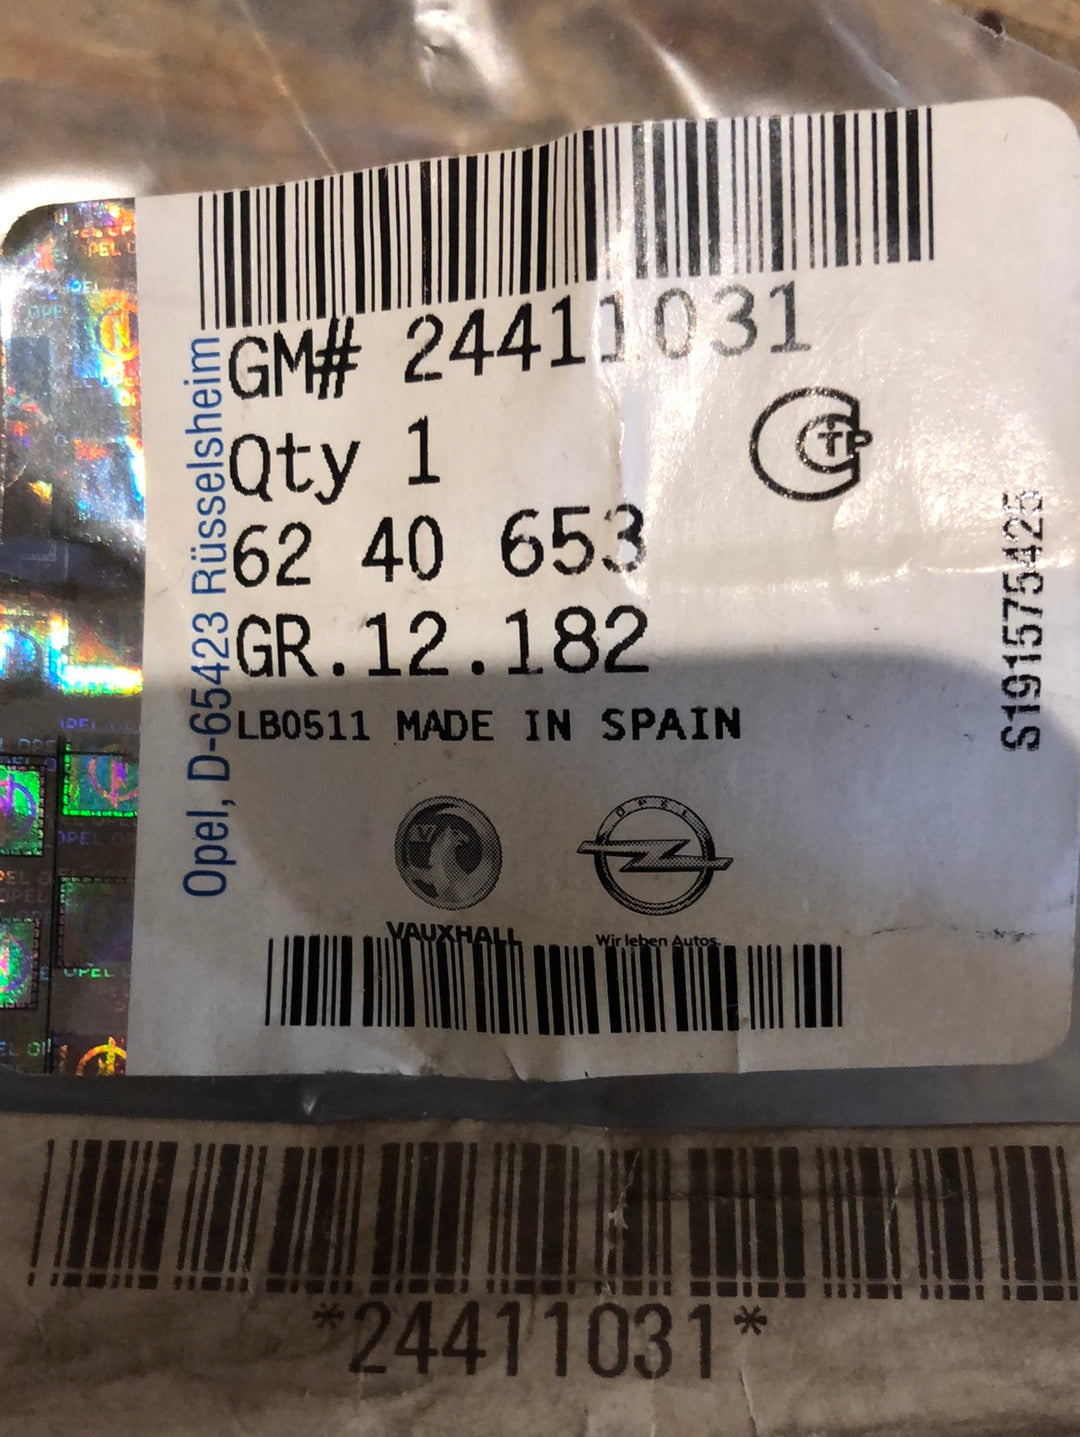 GM# 24411031
Qty 1
62 40 653
GR.12.182
LB0511 MADE IN SPAIN
Opel, D-65423 Rüsselsheim
S191575425
VAUXHALL
OPEL
Wir leben Autos.
*24411031*